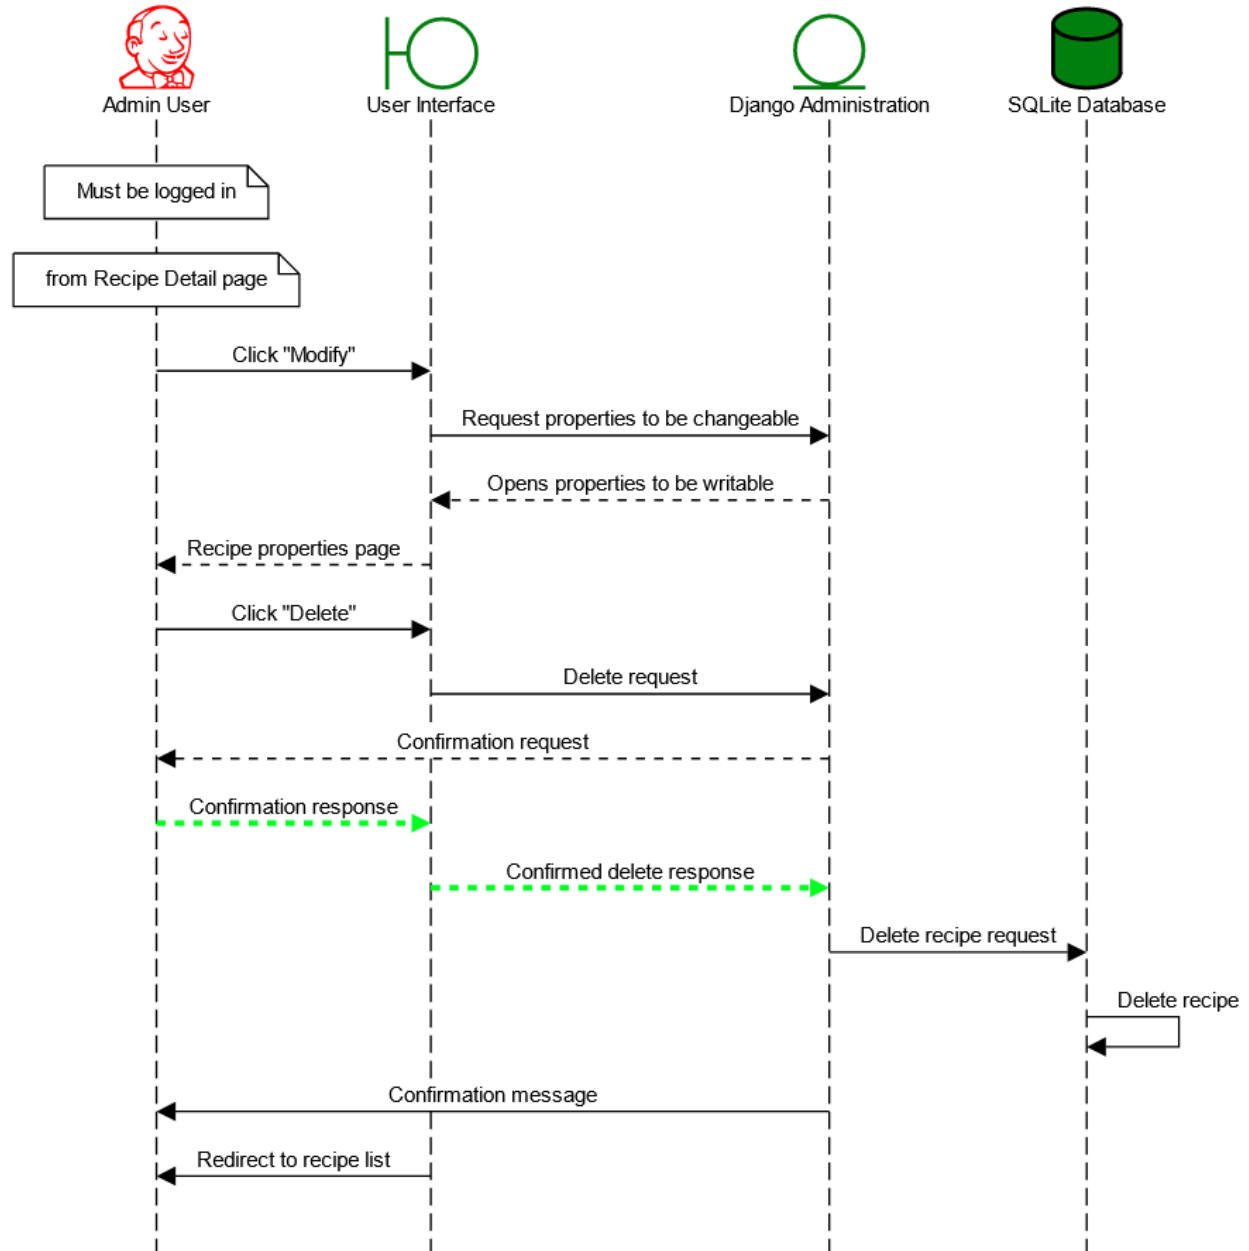 Admin User
User Interface
Django Administration
SQLite Database
Must be logged in
from Recipe Detail page
Click "Modify"
Request properties to be changeable
Opens properties to be writable
Recipe properties page
Click "Delete"
Delete request
Confirmation request
Confirmation response
Confirmed delete response
Delete recipe request
Delete recipe
Confirmation message
Redirect to recipe list